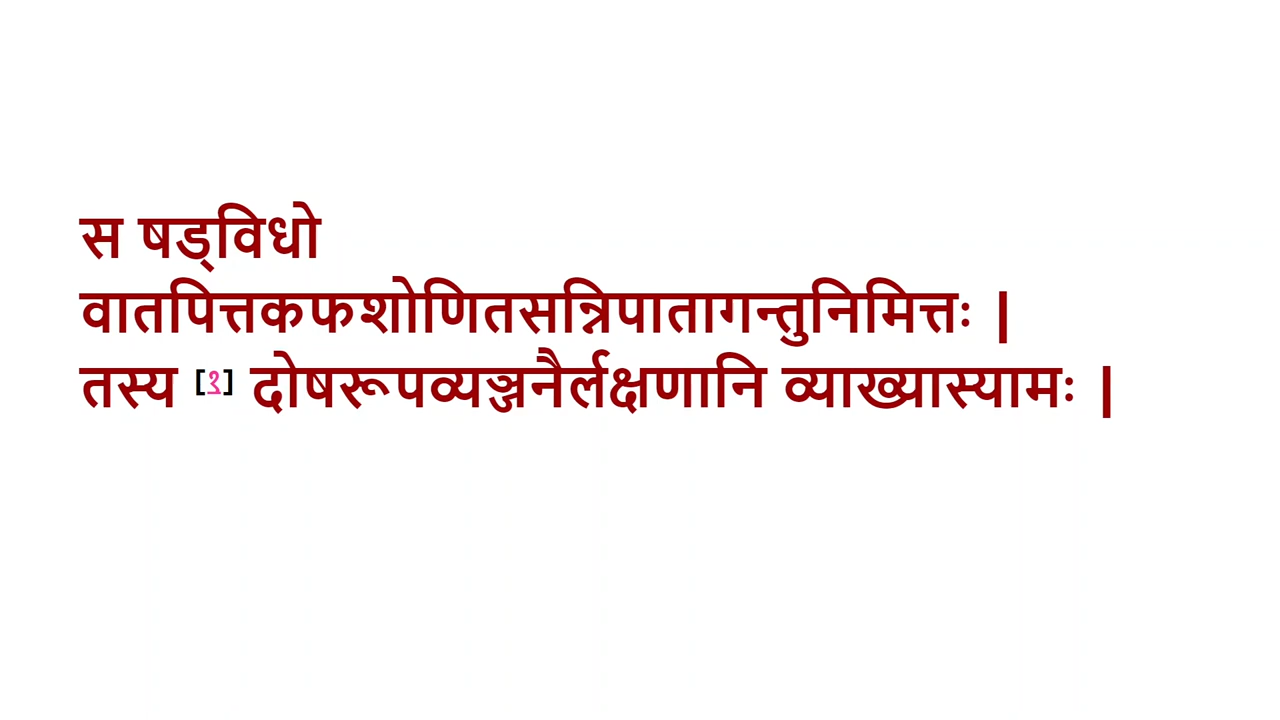 स षड्विधो
वातपित्तकफशोणितसन्निपातागन्तुनिमित्तः |
तस्य [१] दोषरूपव्यञ्जनैर्लक्षणानि व्याख्यास्यामः |